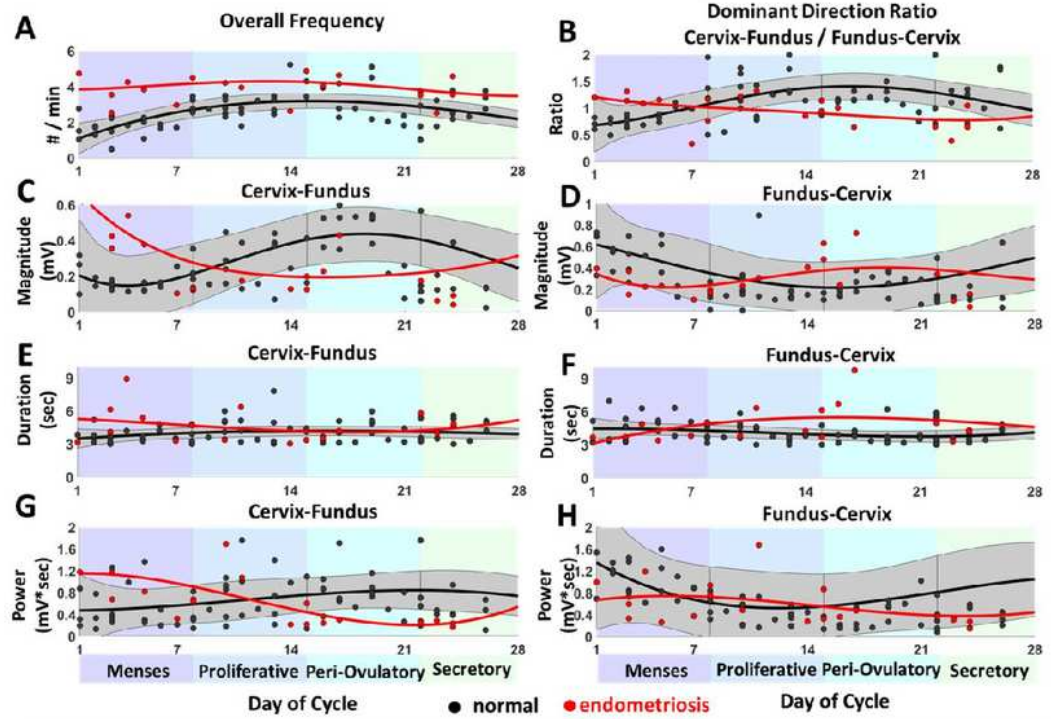 A
Overall Frequency
# / min
6
4
2
0
1
7
14
21
28
B
Dominant Direction Ratio
Cervix-Fundus / Fundus-Cervix
Ratio
2
1.5
1
0.5
0
1
7
14
21
28
C
Cervix-Fundus
Magnitude
(mV)
0.6
0.4
0.2
0
1
7
14
21
28
D
Fundus-Cervix
Magnitude
(mV)
1
0.8
0.6
0.4
0.2
0
1
7
14
21
28
E
Cervix-Fundus
Duration
(sec)
9
6
3
0
1
7
14
21
28
F
Fundus-Cervix
Duration
(sec)
9
6
3
0
1
7
14
21
28
G
Cervix-Fundus
Power
(mV*sec)
2
1.6
1.2
0.8
0.4
0
1
7
14
21
28
H
Fundus-Cervix
Power
(mV*sec)
2
1.6
1.2
0.8
0.4
0
1
7
14
21
28
Menses Proliferative Peri-Ovulatory Secretory
Menses Proliferative Peri-Ovulatory Secretory
Day of Cycle
normal
endometriosis
Day of Cycle